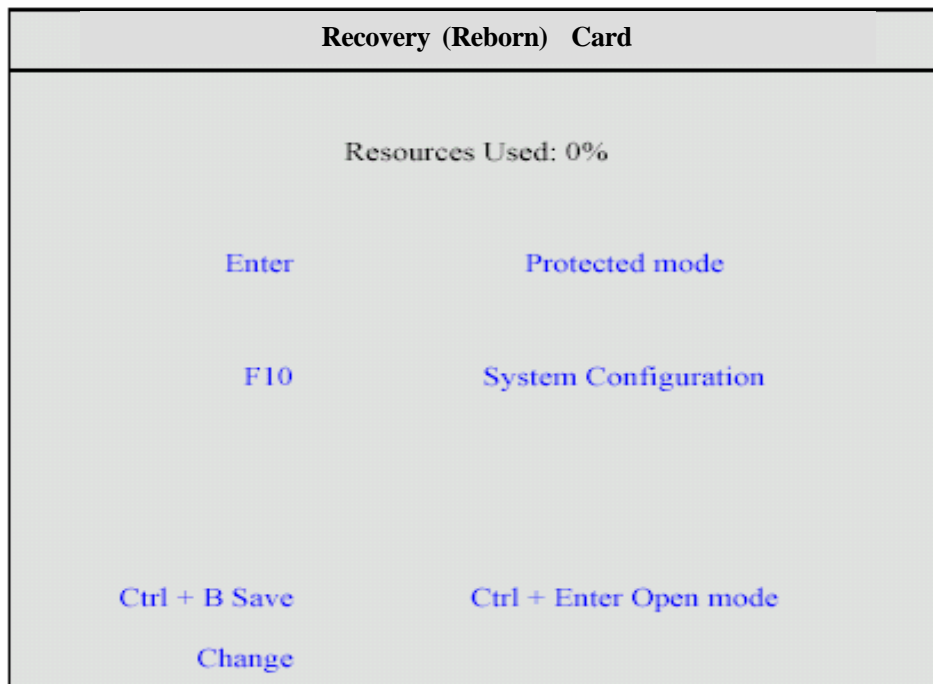 Recovery (Reborn) Card
Resources Used: 0%
Enter Protected mode
F10 System Configuration
Ctrl + B Save Ctrl + Enter Open mode
Change